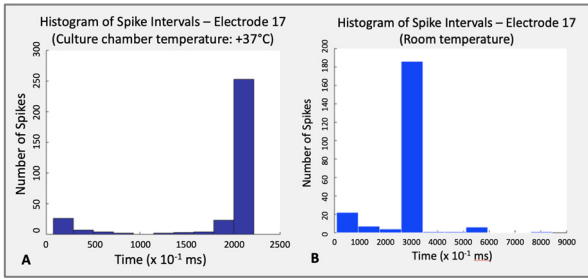 Histogram of Spike Intervals – Electrode 17
(Culture chamber temperature: +37°C)
Number of Spikes
300
250
200
150
100
50
0
0 500 1000 1500 2000 2500
A
Time (x 10-1 ms)
Histogram of Spike Intervals – Electrode 17
(Room temperature)
Number of Spikes
200
180
160
140
120
100
80
60
40
20
0
0 1000 2000 3000 4000 5000 6000 7000 8000 9000
B
Time (x 10-1 ms)